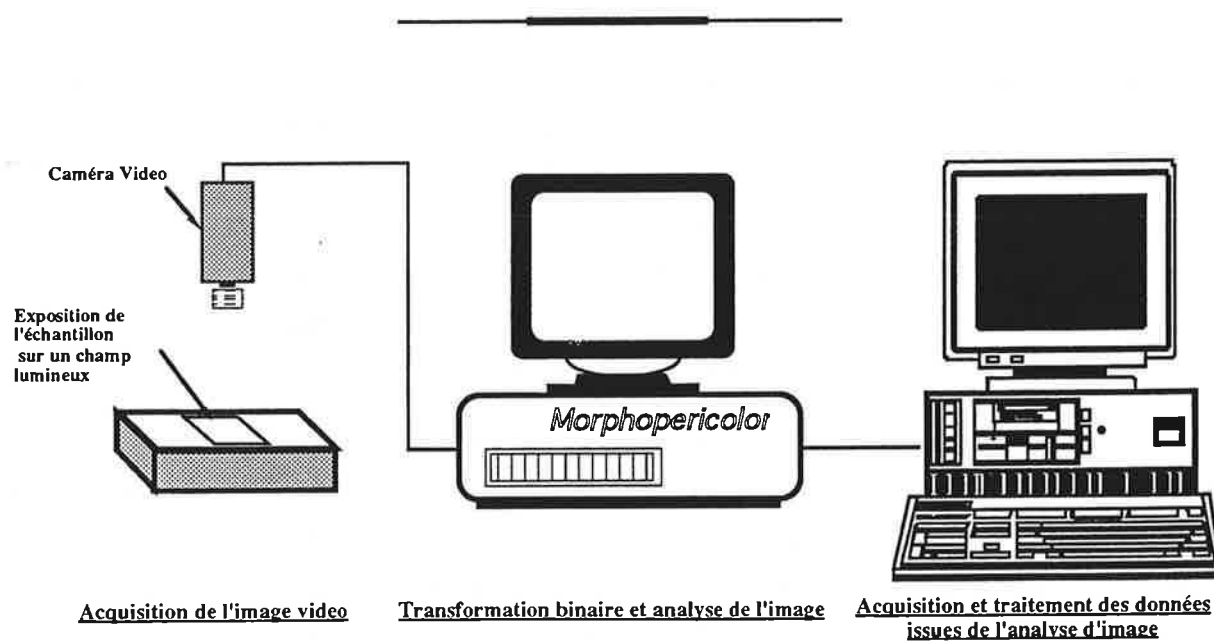 Caméra Video
Exposition de
l'échantillon
sur un champ
lumineux
Morphopericolor
Acquisition de l'image video
Transformation binaire et analyse de l'image
Acquisition et traitement des données
issues de l'analyse d'image